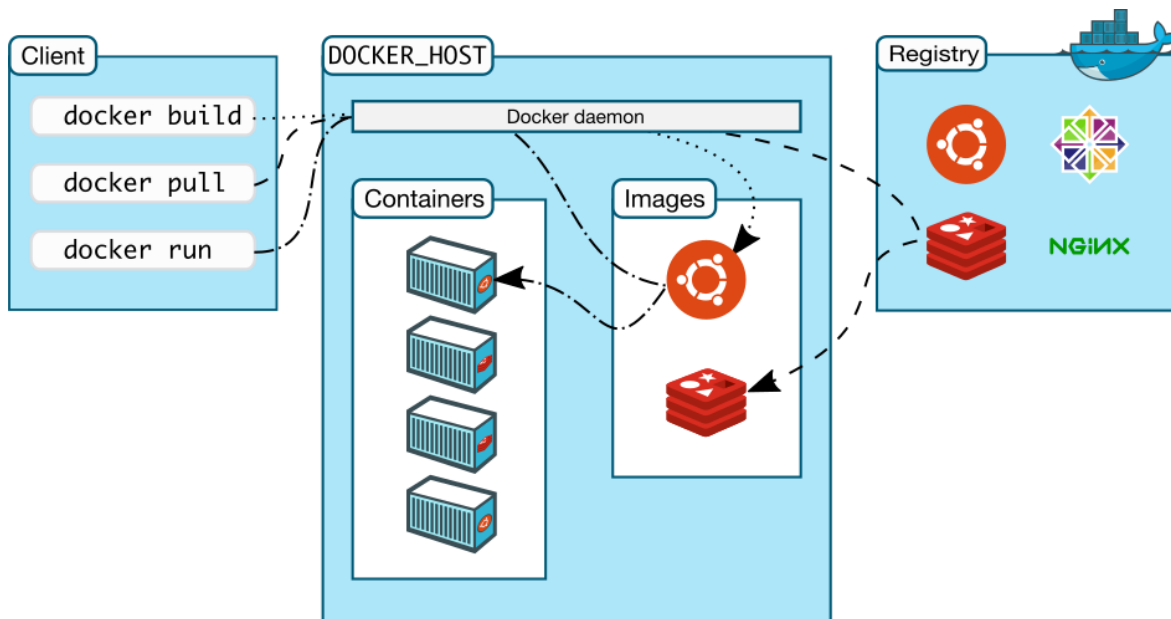 Client
docker build
docker pull
docker run
DOCKER_HOST
Docker daemon
Containers
Images
Registry
NGiNX